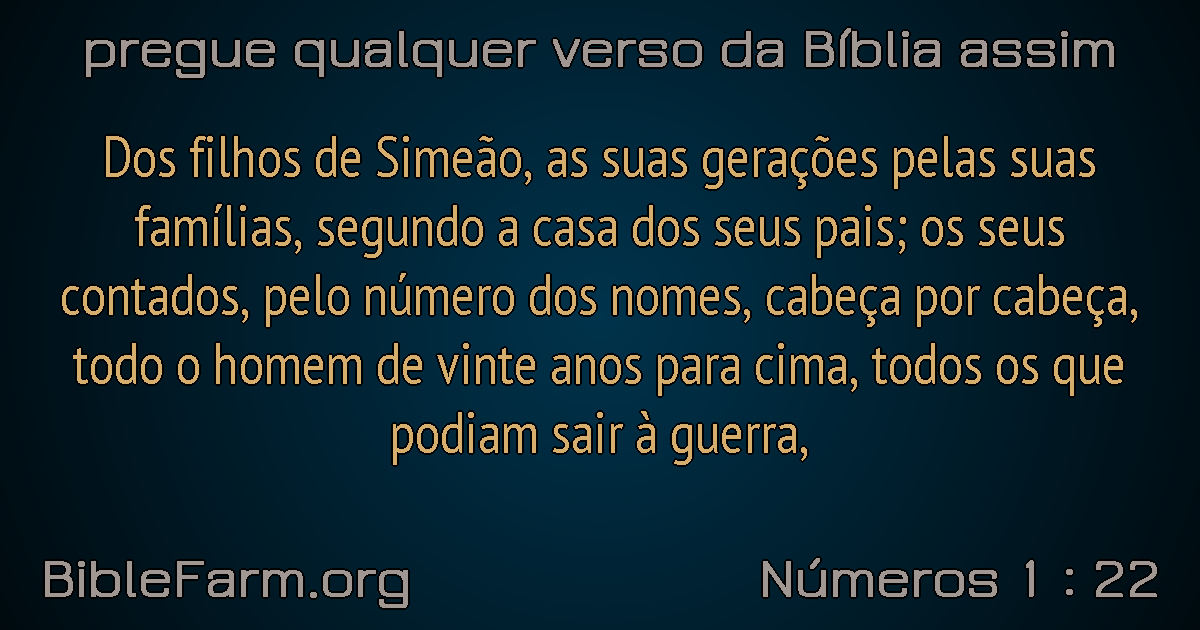 pregue qualquer verso da Bíblia assim
Dos filhos de Simeão, as suas gerações pelas suas
famílias, segundo a casa dos seus pais; os seus
contados, pelo número dos nomes, cabeça por cabeça,
todo o homem de vinte anos para cima, todos os que
podiam sair à guerra,
BibleFarm.org
Números 1 : 22